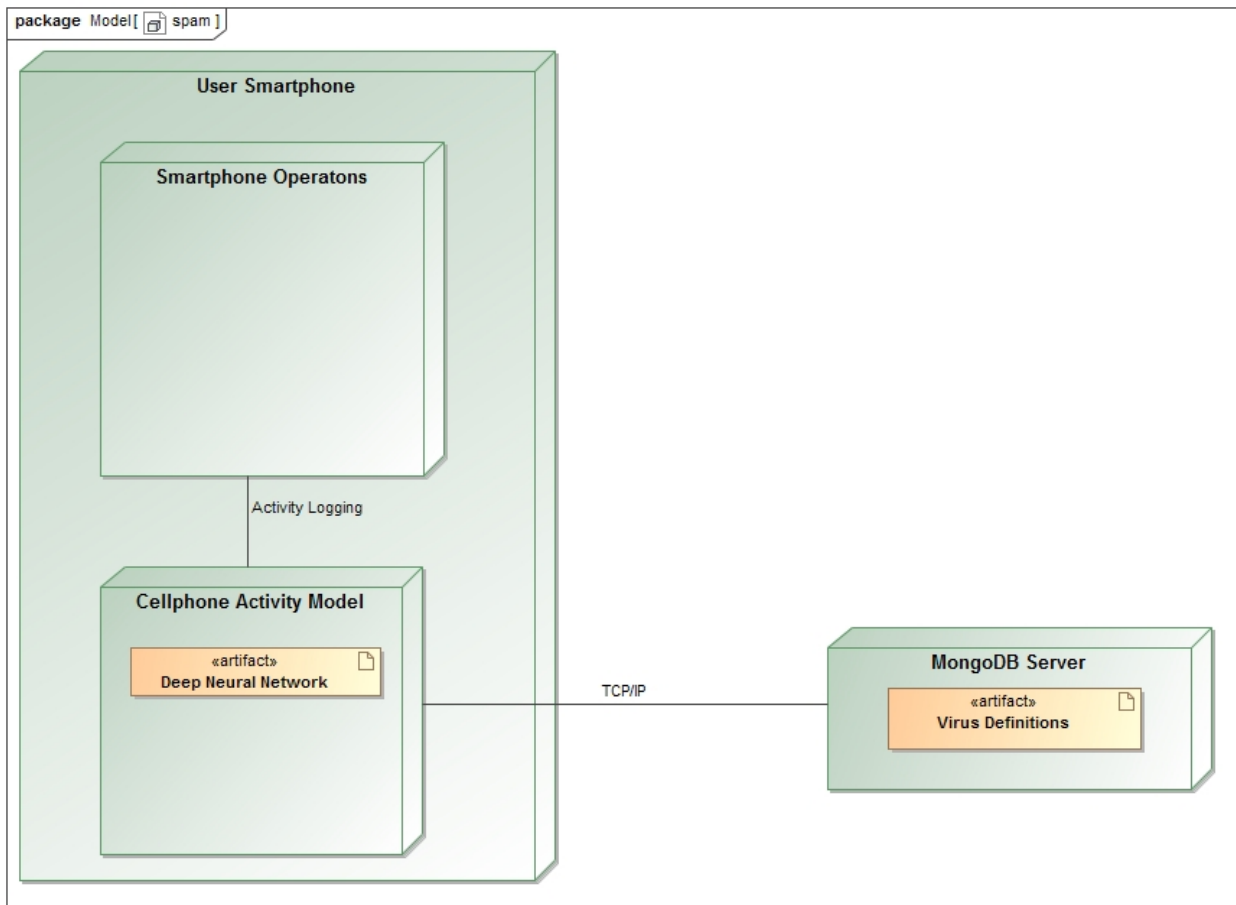 package Model[ spam ]
User Smartphone
Smartphone Operatons
Activity Logging
Cellphone Activity Model
«artifact»
Deep Neural Network
TCP/IP
MongoDB Server
«artifact»
Virus Definitions